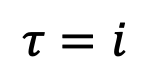 τ = i